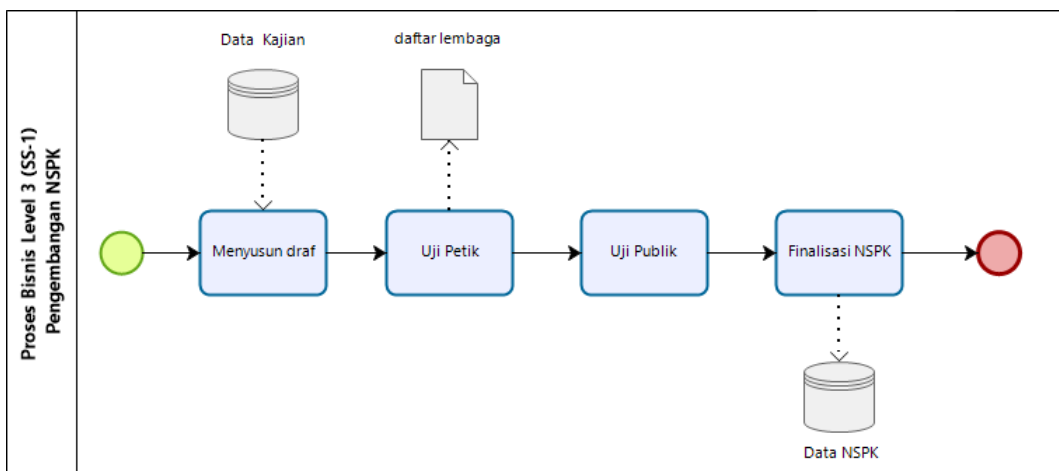 Proses Bisnis Level 3 (SS-1)
Pengembangan NSPK
Data Kajian
daftar lembaga
Menyusun draf
Uji Petik
Uji Publik
Finalisasi NSPK
Data NSPK